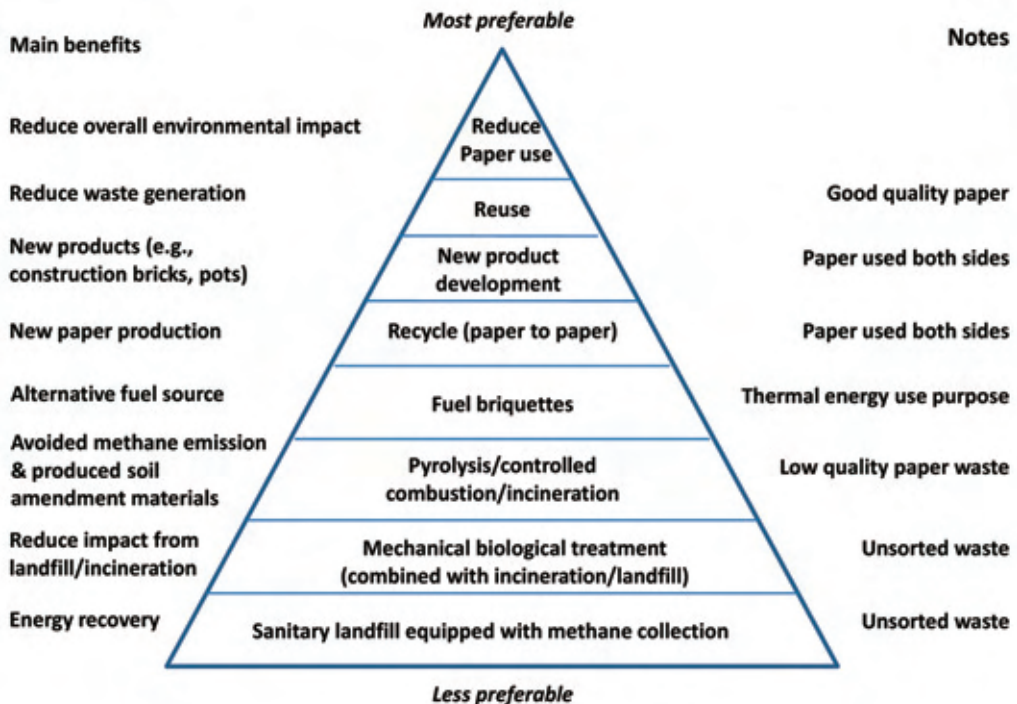 Most preferable
Main benefits
Notes
Reduce overall environmental impact
Reduce
Paper use
Reduce waste generation
Reuse
Good quality paper
New products (e.g.,
construction bricks, pots)
New product
development
Paper used both sides
New paper production
Recycle (paper to paper)
Paper used both sides
Alternative fuel source
Fuel briquettes
Thermal energy use purpose
Avoided methane emission
& produced soil
amendment materials
Pyrolysis/controlled
combustion/incineration
Low quality paper waste
Reduce impact from
landfill/incineration
Mechanical biological treatment
(combined with incineration/landfill)
Unsorted waste
Energy recovery
Sanitary landfill equipped with methane collection
Unsorted waste
Less preferable